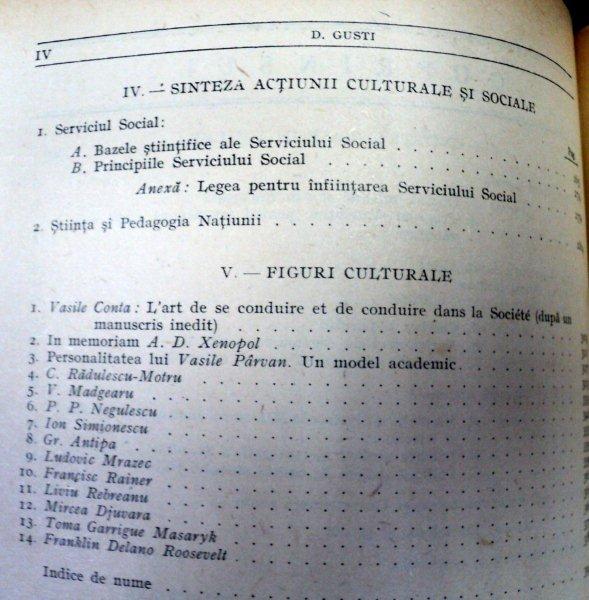 IV
D. GUSTI
IV. — SINTEZA ACȚIUNII CULTURALE ȘI SOCIALE
1. Serviciul Social:
A. Bazele științifice ale Serviciului Social
B. Principiile Serviciului Social
Anexă: Legea pentru înființarea Serviciului Social
2. Știința și Pedagogia Națiunii
V. — FIGURI CULTURALE
1. Vasile Conta: L'art de se conduire et de conduire dans la Société (după un
manuscris inedit)
2. In memoriam A. D. Xenopol
3. Personalitatea lui Vasile Pârvan. Un model academic
4. C. Rădulescu-Motru
5. V. Madgearu
6. P. P. Negulescu
7. Ion Simionescu
8. Gr. Antipa
9. Ludovic Mrazec
10. Francisc Rainer
11. Liviu Rebreanu
12. Mircea Djuvara
13. Toma Garrigue Masaryk
14. Franklin Delano Roosevelt
Indice de nume